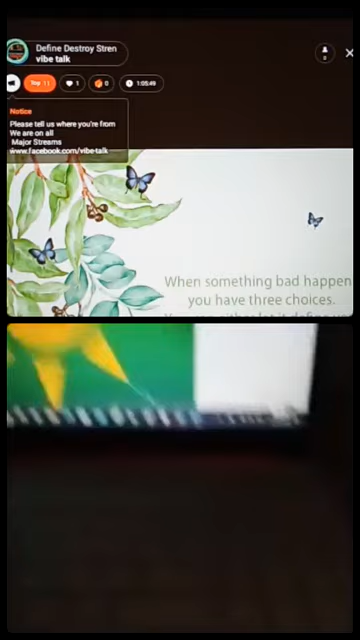 Define Destroy Stren
vibe talk
8
Top 11
1
0
1:05:49
Notice
Please tell us where you're from
We are on all
Major Streams
www.facebook.com/vibe-talk
When something bad happen
you have three choices.